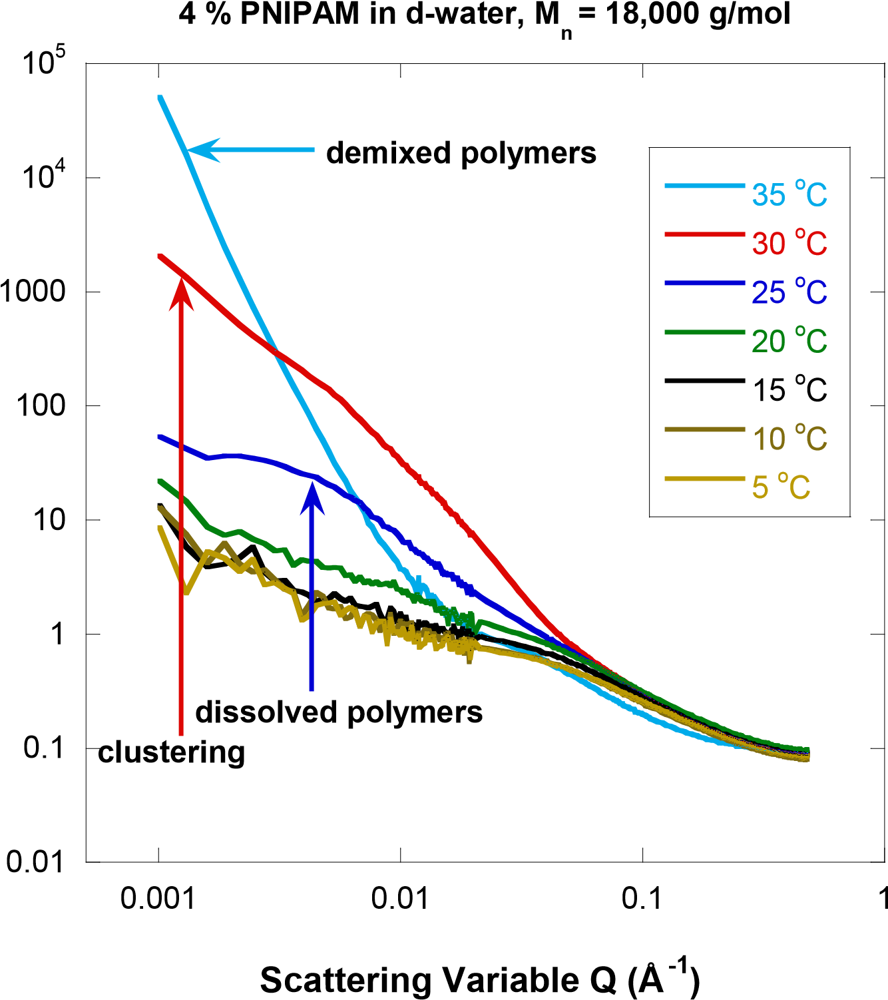 4 % PNIPAM in d-water, Mn = 18,000 g/mol
10^5
10^4
1000
100
10
1
0.1
0.01
demixed polymers
35 °C
30 °C
25 °C
20 °C
15 °C
10 °C
5 °C
dissolved polymers
clustering
0.001 0.01 0.1 1
Scattering Variable Q (Å^-1)